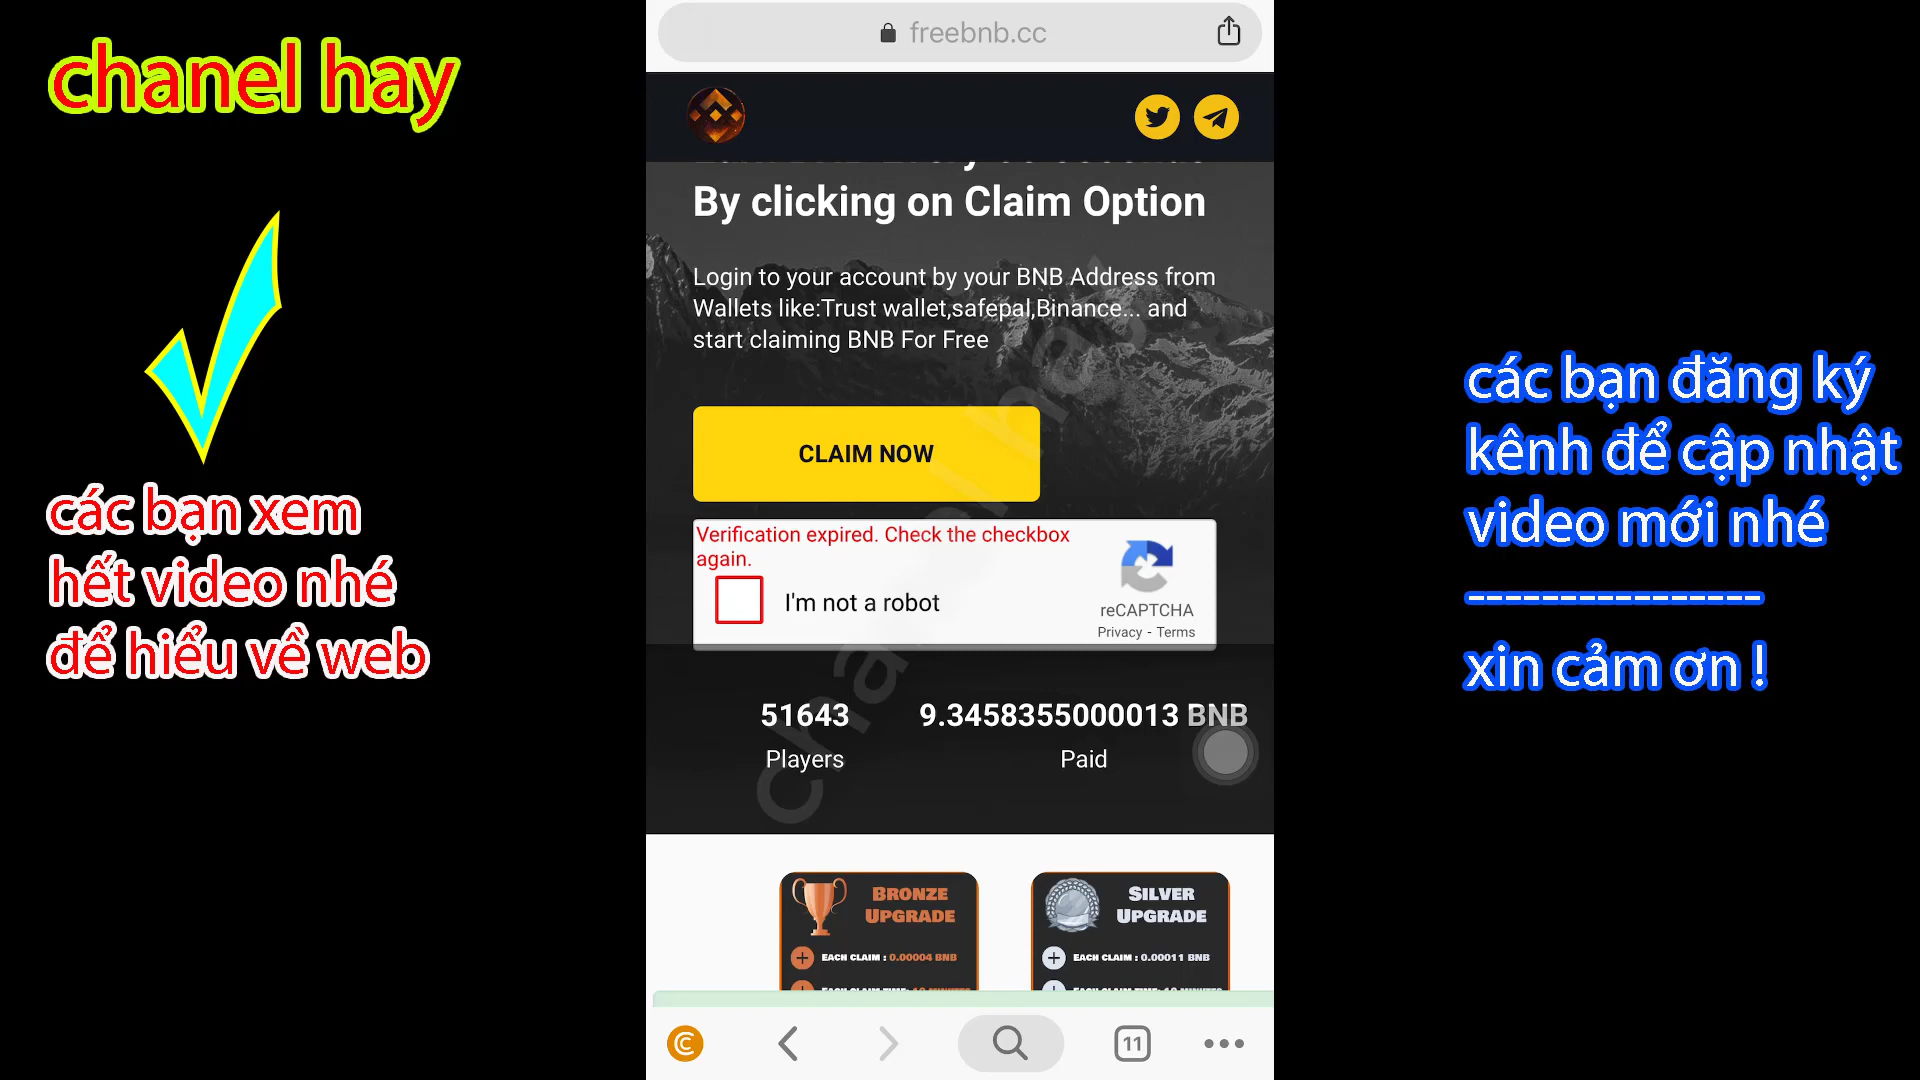 chanel hay
các bạn xem
hết video nhé
để hiểu về web
freebnb.cc
By clicking on Claim Option
Login to your account by your BNB Address from
Wallets like:Trust wallet,safepal,Binance... and
start claiming BNB For Free
CLAIM NOW
Verification expired. Check the checkbox
again.
I'm not a robot
reCAPTCHA
Privacy - Terms
51643
Players
9.3458355000013 BNB
Paid
BRONZE
UPGRADE
EACH CLAIM : 0.00004 BNB
SILVER
UPGRADE
EACH CLAIM : 0.00011 BNB
11
chanel hay
các bạn đăng ký
kênh để cập nhật
video mới nhé
----------------
xin cảm ơn !